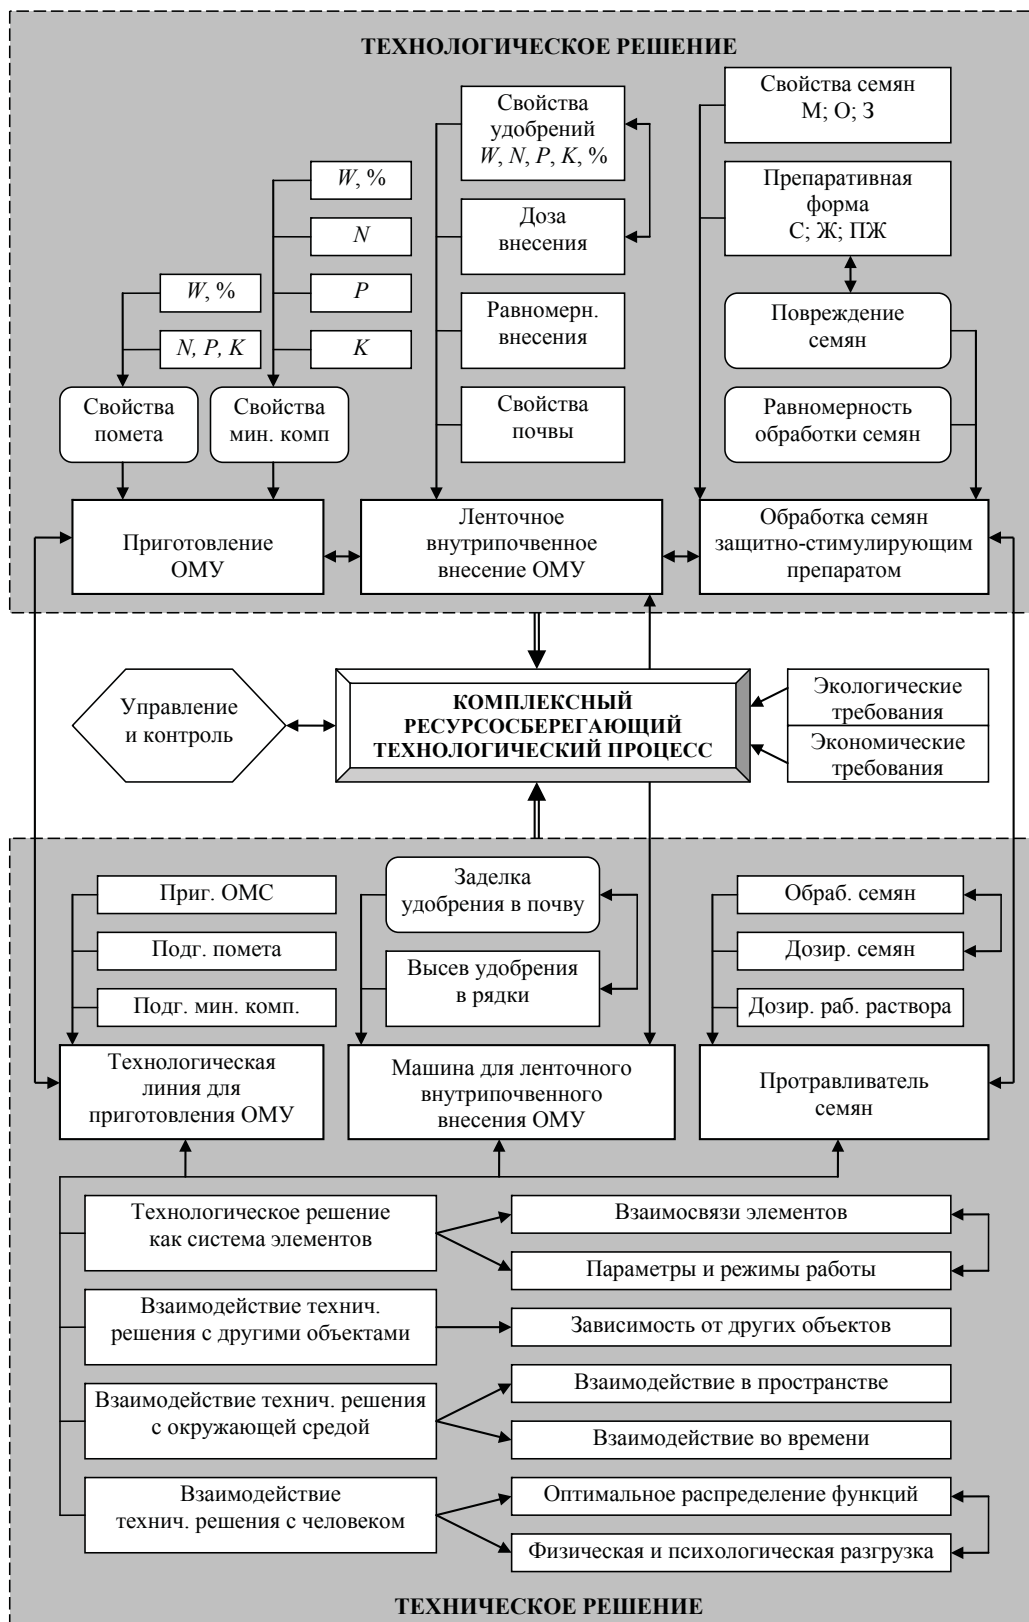 ТЕХНОЛОГИЧЕСКОЕ РЕШЕНИЕ
W, %
N, P, K
Свойства
помета
W, %
N
P
K
Свойства
мин. комп
Свойства
удобрений
W, N, P, K, %
Доза
внесения
Равномерн.
внесения
Свойства
почвы
Свойства семян
М; О; З
Препаративная
форма
С; Ж; ПЖ
Повреждение
семян
Равномерность
обработки семян
Приготовление
ОМУ
Ленточное
внутрипочвенное
внесение ОМУ
Обработка семян
защитно-стимулирующим
препаратом
Управление
и контроль
КОМПЛЕКСНЫЙ
РЕСУРСОСБЕРЕГАЮЩИЙ
ТЕХНОЛОГИЧЕСКИЙ ПРОЦЕСС
Экологические
требования
Экономические
требования
Приг. ОМС
Подг. помета
Подг. мин. комп.
Технологическая
линия для
приготовления ОМУ
Заделка
удобрения в почву
Высев удобрения
в рядки
Машина для ленточного
внутрипочвенного
внесения ОМУ
Обраб. семян
Дозир. семян
Дозир. раб. раствора
Протравливатель
семян
Технологическое решение
как система элементов
Взаимосвязи элементов
Параметры и режимы работы
Взаимодействие технич.
решения с другими объектами
Зависимость от других объектов
Взаимодействие технич. решения
с окружающей средой
Взаимодействие в пространстве
Взаимодействие во времени
Взаимодействие
технич. решения с человеком
Оптимальное распределение функций
Физическая и психологическая разгрузка
ТЕХНИЧЕСКОЕ РЕШЕНИЕ